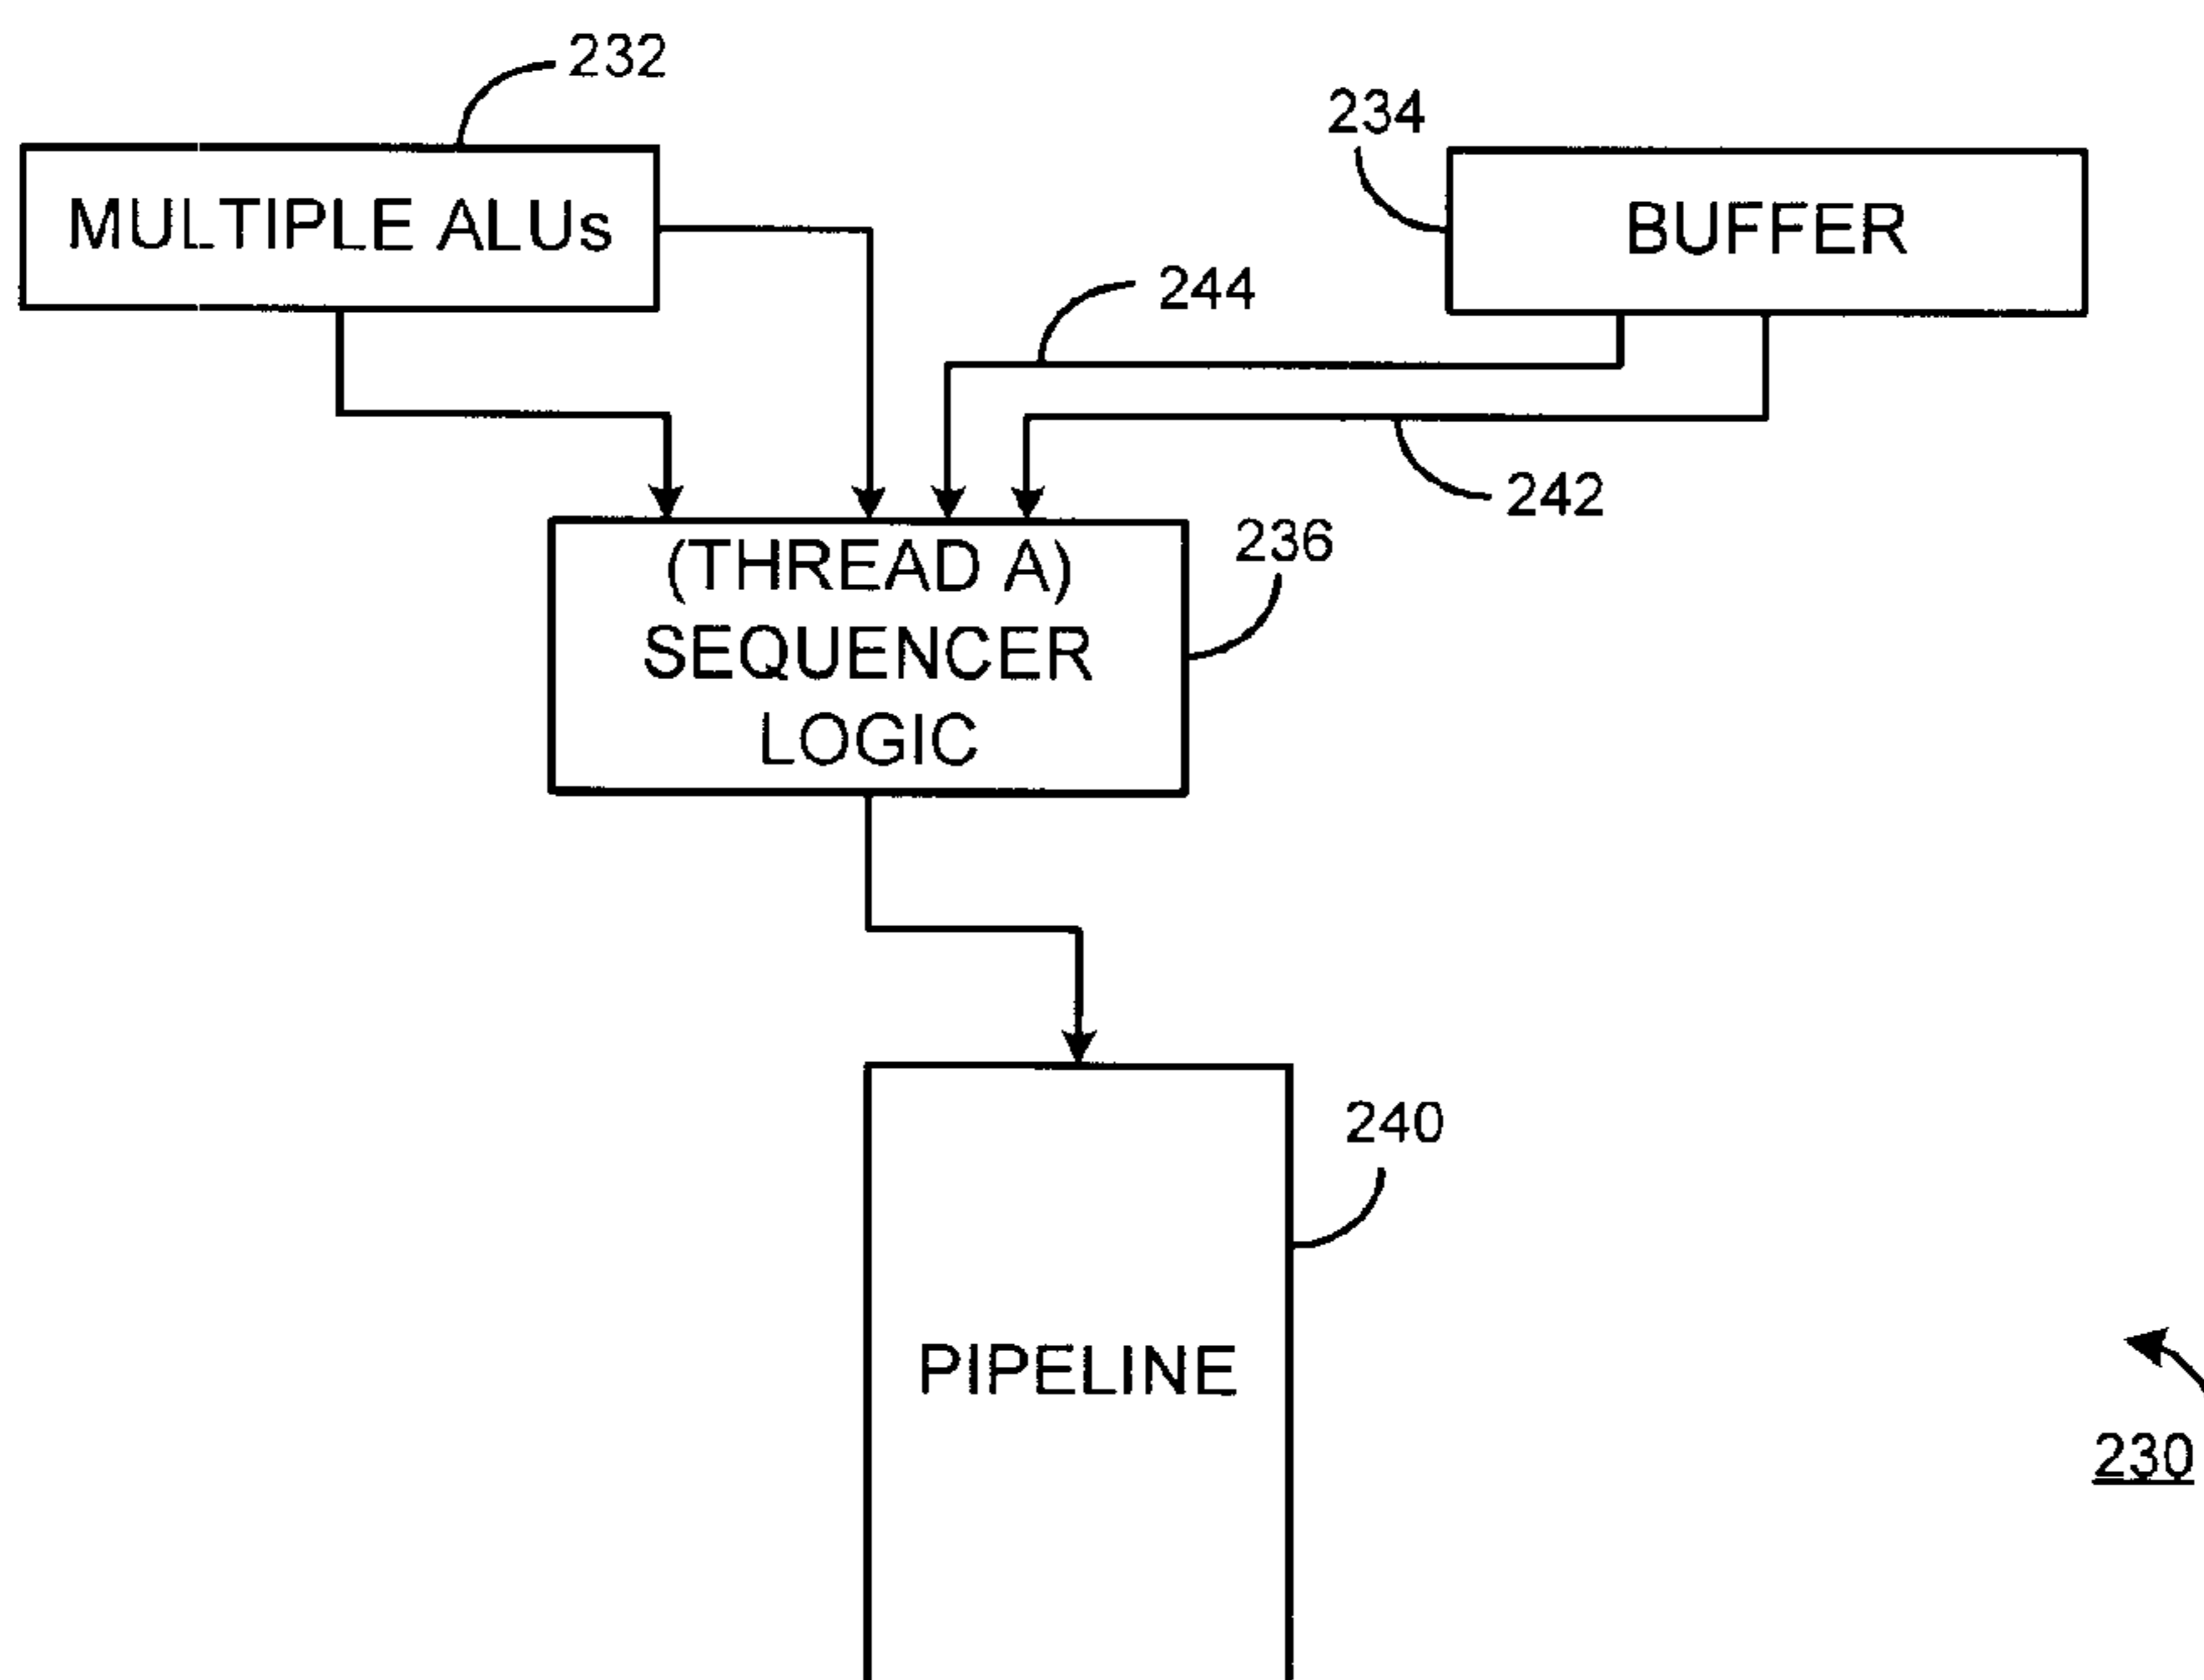 232
234
MULTIPLE ALUs
BUFFER
244
242
(THREAD A)
SEQUENCER
LOGIC
236
240
PIPELINE
230